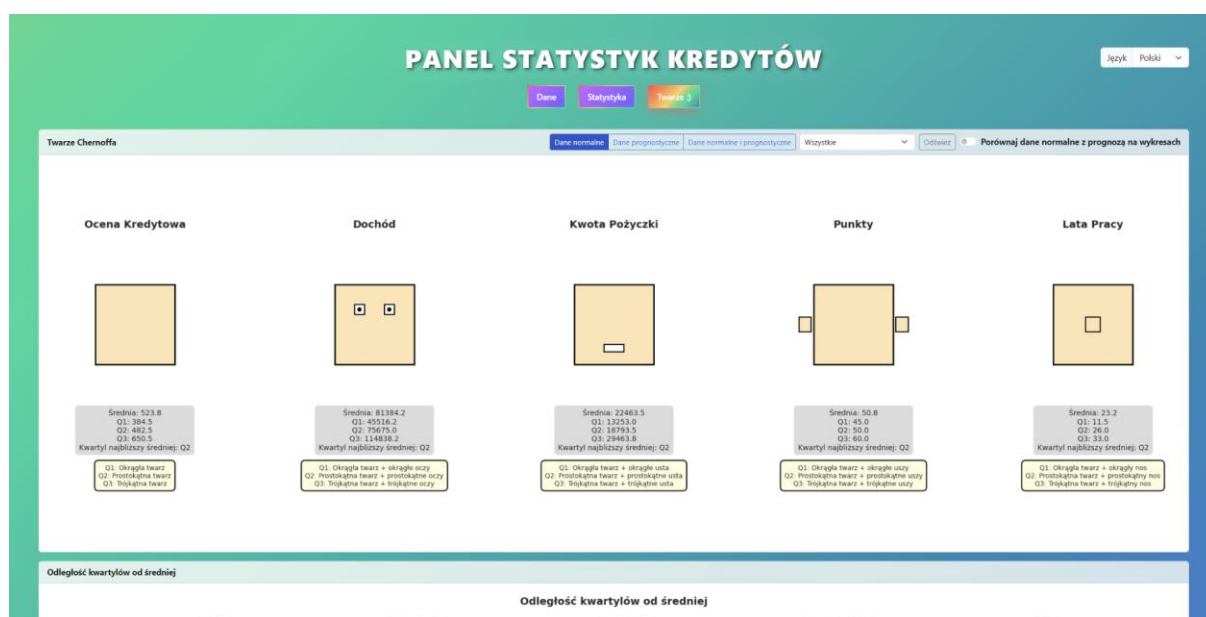 PANEL STATYSTYK KREDYTÓW
Język Polski
Dane Statystyka Twarze ;)
Twarze Chernoffa
Dane normalne Dane prognostyczne Dane normalne i prognostyczne Wszystkie Odśwież Porównaj dane normalne z prognozą na wykresach
Ocena Kredytowa
Średnia: 523.8
Q1: 384.5
Q2: 482.5
Q3: 650.5
Kwartyl najbliższy średniej: Q2
Q1: Okrągła twarz
Q2: Prostokątna twarz
Q3: Trójkątna twarz
Dochód
Średnia: 81384.2
Q1: 45516.2
Q2: 75675.0
Q3: 114838.2
Kwartyl najbliższy średniej: Q2
Q1: Okrągła twarz + okrągłe oczy
Q2: Prostokątna twarz + prostokątne oczy
Q3: Trójkątna twarz + trójkątne oczy
Kwota Pożyczki
Średnia: 22463.5
Q1: 13253.0
Q2: 18793.5
Q3: 29463.8
Kwartyl najbliższy średniej: Q2
Q1: Okrągła twarz + okrągłe usta
Q2: Prostokątna twarz + prostokątne usta
Q3: Trójkątna twarz + trójkątne usta
Punkty
Średnia: 50.8
Q1: 45.0
Q2: 50.0
Q3: 60.0
Kwartyl najbliższy średniej: Q2
Q1: Okrągła twarz + okrągłe uszy
Q2: Prostokątna twarz + prostokątne uszy
Q3: Trójkątna twarz + trójkątne uszy
Lata Pracy
Średnia: 23.2
Q1: 11.5
Q2: 26.0
Q3: 33.0
Kwartyl najbliższy średniej: Q2
Q1: Okrągła twarz + okrągły nos
Q2: Prostokątna twarz + prostokątny nos
Q3: Trójkątna twarz + trójkątny nos
Odległość kwartylów od średniej
Odległość kwartylów od średniej